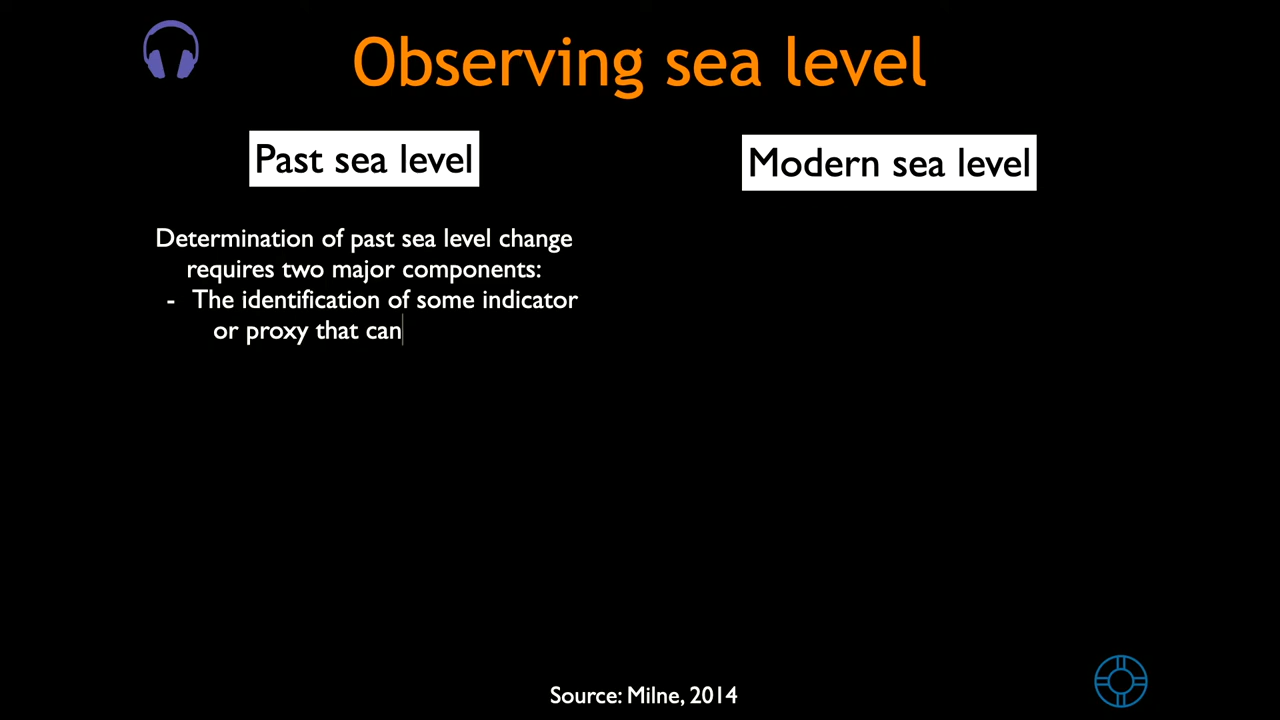 Observing sea level
Past sea level
Modern sea level
Determination of past sea level change
requires two major components:
- The identification of some indicator
or proxy that can
Source: Milne, 2014